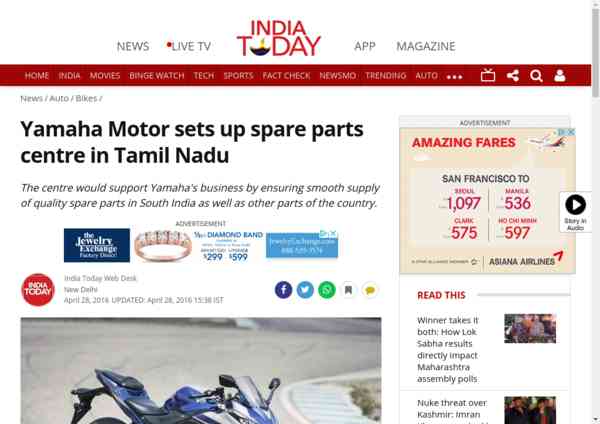 NEWS
LIVE TV
INDIA
TODAY
APP
MAGAZINE
HOME INDIA MOVIES BINGE WATCH TECH SPORTS FACT CHECK NEWSMO TRENDING AUTO
News / Auto / Bikes /
Yamaha Motor sets up spare parts
centre in Tamil Nadu
The centre would support Yamaha's business by ensuring smooth supply
of quality spare parts in South India as well as other parts of the country.
ADVERTISEMENT
the
Jewelry
Exchange
Factory Direct!
DIAMOND BAND
$299 $599
JewelryExchange.com
INDIA
TODAY
India Today Web Desk
New Delhi
April 28, 2016 UPDATED: April 28, 2016 15:38 IST
ADVERTISEMENT
AMAZING FARES
SAN FRANCISCO TO
SEOUL
1,097
MANILA
536
CLARK
575
HO CHI MINH
597
A STAR ALLIANCE MEMBER
ASIANA AIRLINES
Story in
Audio
READ THIS
Winner takes it
both: How Lok
Sabha results
directly impact
Maharashtra
assembly polls
Nuke threat over
Kashmir: Imran